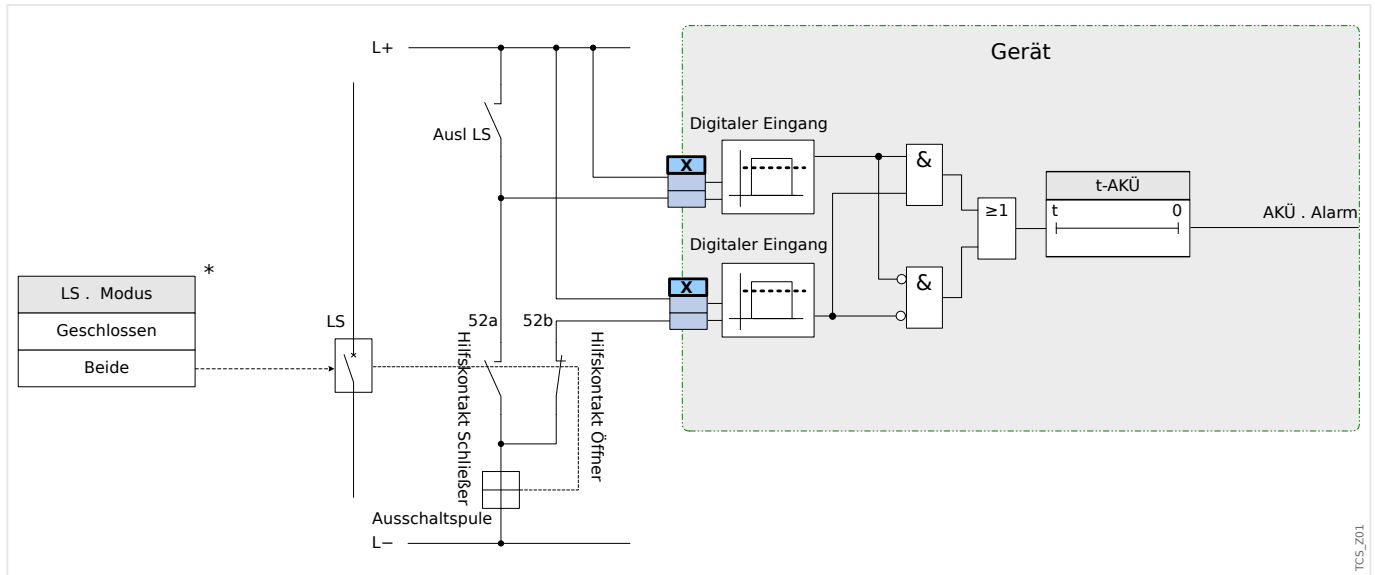 Gerät
L+
Ausl LS
Digitaler Eingang
X
&
t-AKÜ
≥1
t 0
AKÜ . Alarm
Digitaler Eingang
X
&
*
LS . Modus
Geschlossen
Beide
LS
52a
52b
Hilfskontakt Schließer
Hilfskontakt Öffner
Ausschaltspule
L−
TCS_Z01